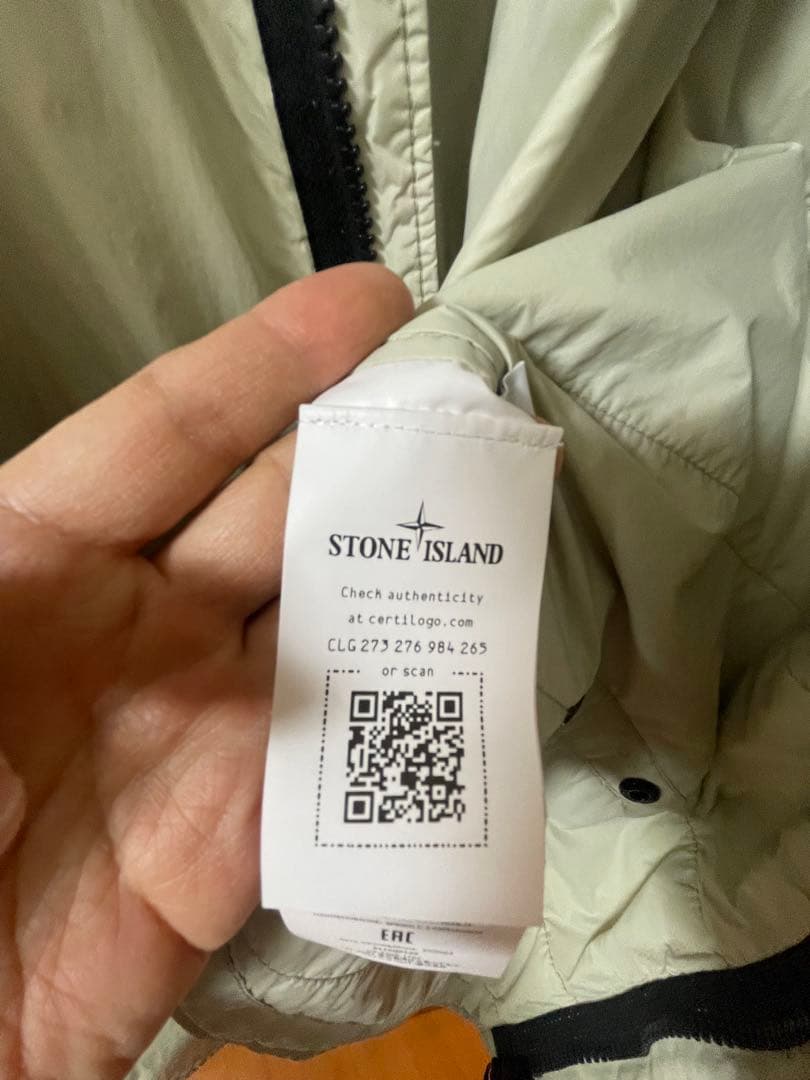 STONE ISLAND
Check authenticity
at certilogo.com
CLG 273 276 984 265
or scan
EAC